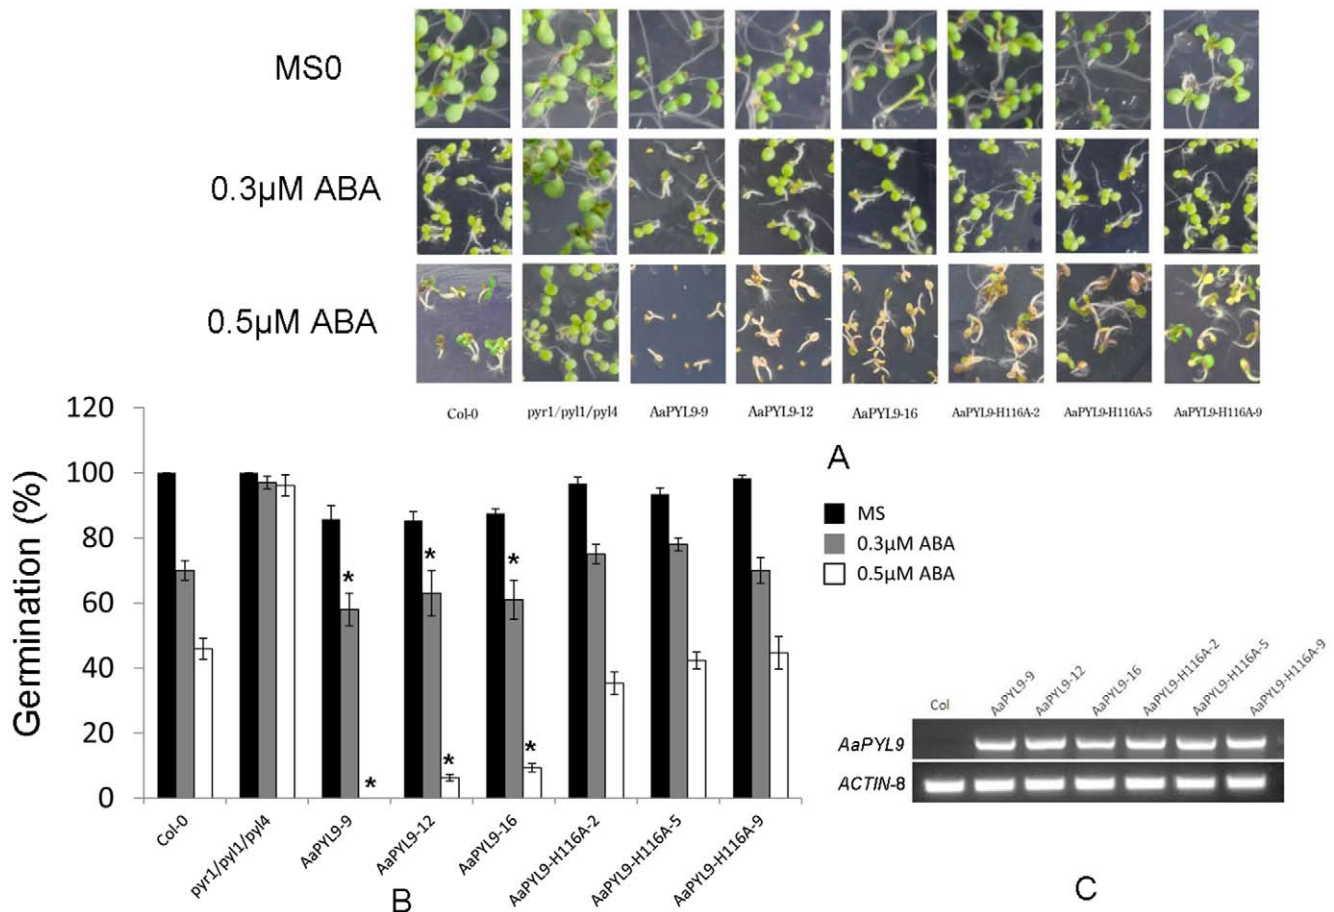 MS0
0.3µM ABA
0.5µM ABA
Col-0 pyr1/pyl1/pyl4 AaPYL9-9 AaPYL9-12 AaPYL9-16 AaPYL9-H116A-2 AaPYL9-H116A-5 AaPYL9-H116A-9
A
Germination (%)
120
100
80
60
40
20
0
* * *
* * *
Col-0 pyr1/pyl1/pyl4 AaPYL9-9 AaPYL9-12 AaPYL9-16 AaPYL9-H116A-2 AaPYL9-H116A-5 AaPYL9-H116A-9
B
MS
0.3µM ABA
0.5µM ABA
Col AaPYL9-9 AaPYL9-12 AaPYL9-16 AaPYL9-H116A-2 AaPYL9-H116A-5 AaPYL9-H116A-9
AaPYL9
ACTIN-8
C